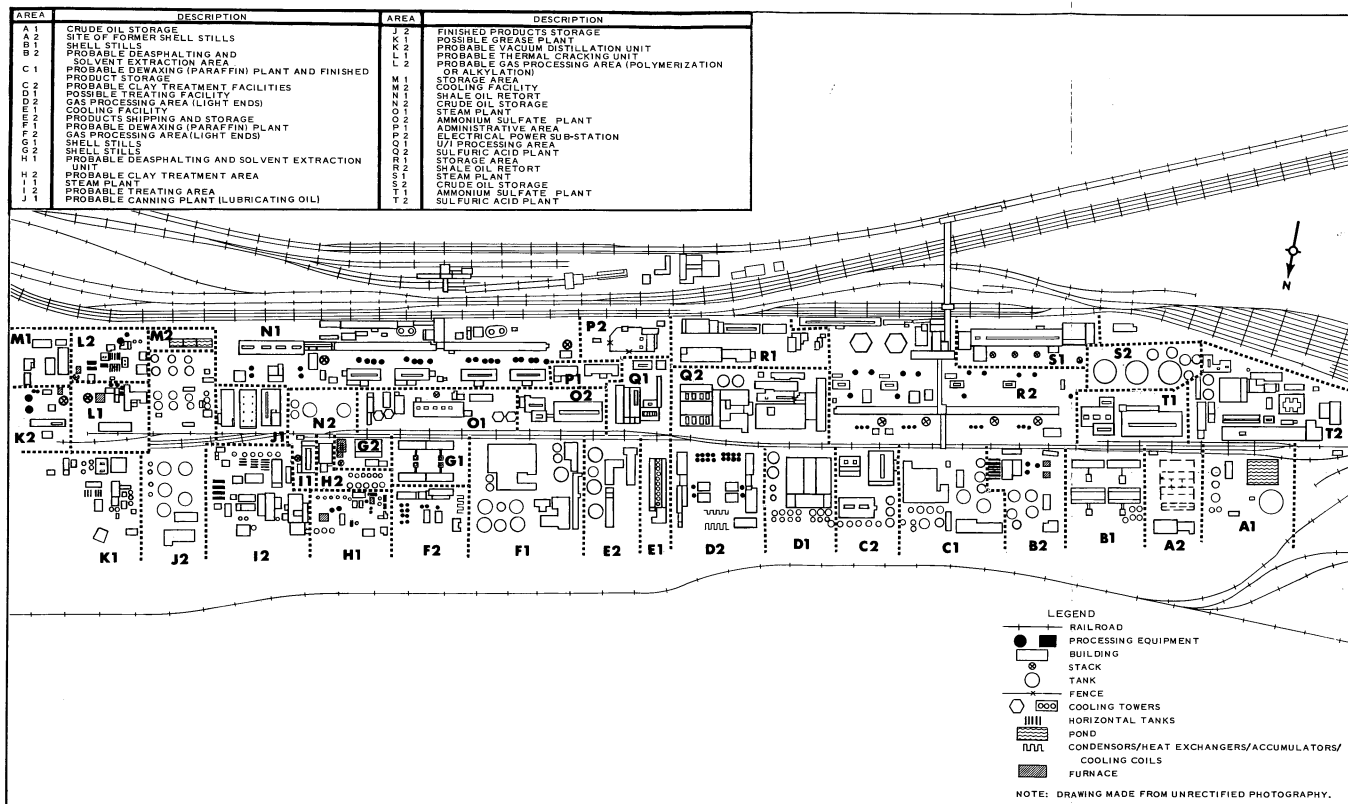 AREA DESCRIPTION
A 1 CRUDE OIL STORAGE
A 2 SITE OF FORMER SHELL STILLS
B 1 SHELL STILLS
B 2 PROBABLE DEASPHALTING AND
SOLVENT EXTRACTION AREA
C 1 PROBABLE DEWAXING (PARAFFIN) PLANT AND FINISHED
PRODUCT STORAGE
C 2 PROBABLE CLAY TREATMENT FACILITIES
D 1 POSSIBLE TREATING FACILITY
D 2 GAS PROCESSING AREA (LIGHT ENDS)
E 1 COOLING FACILITY
E 2 PRODUCTS SHIPPING AND STORAGE
F 1 PROBABLE DEWAXING (PARAFFIN) PLANT
F 2 GAS PROCESSING AREA(LIGHT ENDS)
G 1 SHELL STILLS
G 2 SHELL STILLS
H 1 PROBABLE DEASPHALTING AND SOLVENT EXTRACTION
UNIT
H 2 PROBABLE CLAY TREATMENT AREA
I 1 STEAM PLANT
I 2 PROBABLE TREATING AREA
J 1 PROBABLE CANNING PLANT (LUBRICATING OIL)
AREA DESCRIPTION
J 2 FINISHED PRODUCTS STORAGE
K 1 POSSIBLE GREASE PLANT
K 2 PROBABLE VACUUM DISTILLATION UNIT
L 1 PROBABLE THERMAL CRACKING UNIT
L 2 PROBABLE GAS PROCESSING AREA (POLYMERIZATION
OR ALKYLATION)
M 1 STORAGE AREA
M 2 COOLING FACILITY
N 1 SHALE OIL RETORT
N 2 CRUDE OIL STORAGE
O 1 STEAM PLANT
O 2 AMMONIUM SULFATE PLANT
P 1 ADMINISTRATIVE AREA
P 2 ELECTRICAL POWER SUB-STATION
Q 1 U/I PROCESSING AREA
Q 2 SULFURIC ACID PLANT
R 1 STORAGE AREA
R 2 SHALE OIL RETORT
S 1 STEAM PLANT
S 2 CRUDE OIL STORAGE
T 1 AMMONIUM SULFATE PLANT
T 2 SULFURIC ACID PLANT
N
M1 L2 M2 N1 P2 R1 S1 S2
P1 Q1 Q2
K2 L1 J1 N2 O1 O2 R2 T1 T2
I1 H2 G2 G1
K1 J2 I2 H1 F2 F1 E2 E1 D2 D1 C2 C1 B2 B1 A2 A1
LEGEND
RAILROAD
PROCESSING EQUIPMENT
BUILDING
STACK
TANK
FENCE
COOLING TOWERS
HORIZONTAL TANKS
POND
CONDENSORS/HEAT EXCHANGERS/ACCUMULATORS/
COOLING COILS
FURNACE
NOTE: DRAWING MADE FROM UNRECTIFIED PHOTOGRAPHY.